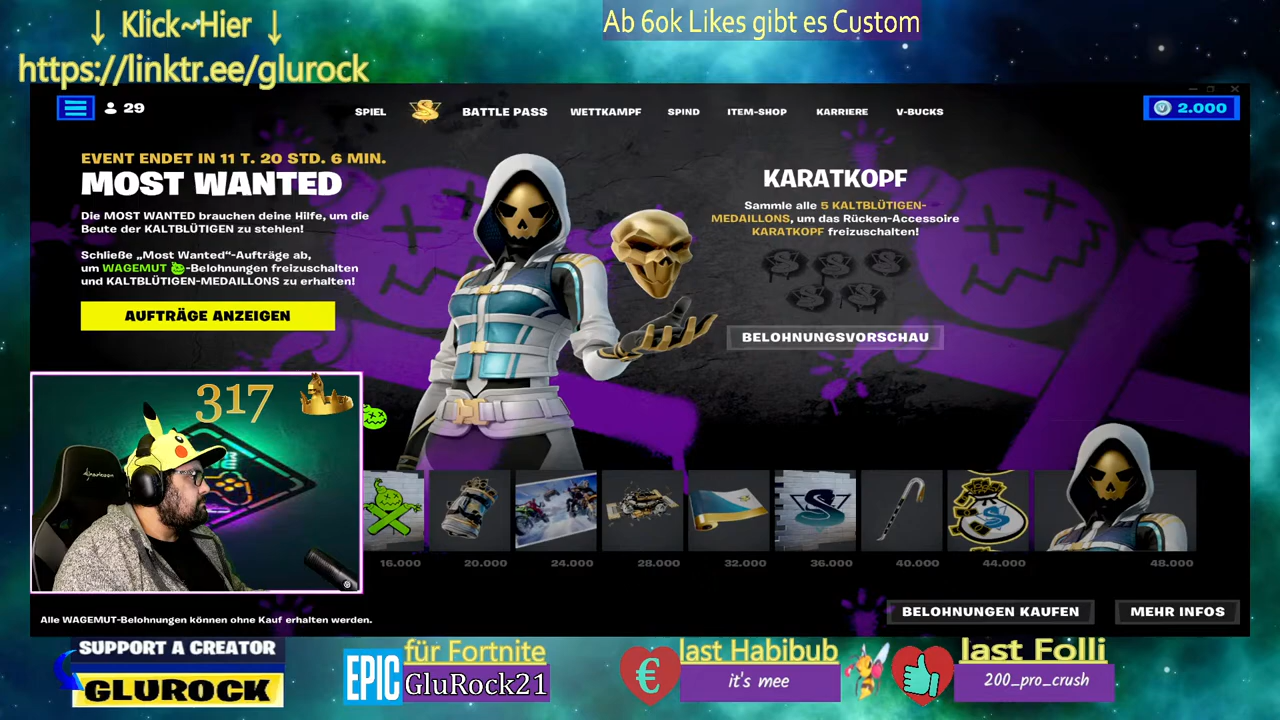 ↓ Klick~Hier ↓
https://linktr.ee/glurock
Ab 60k Likes gibt es Custom
29
SPIEL
BATTLE PASS
WETTKAMPF
SPIND
ITEM-SHOP
KARRIERE
V-BUCKS
2.000
EVENT ENDET IN 11 T. 20 STD. 6 MIN.
MOST WANTED
Die MOST WANTED brauchen deine Hilfe, um die
Beute der KALTBLÜTIGEN zu stehlen!
Schließe „Most Wanted“-Aufträge ab,
um WAGEMUT -Belohnungen freizuschalten
und KALTBLÜTIGEN-MEDAILLONS zu erhalten!
AUFTRÄGE ANZEIGEN
KARATKOPF
Sammle alle 5 KALTBLÜTIGEN-
MEDAILLONS, um das Rücken-Accessoire
KARATKOPF freizuschalten!
BELOHNUNGSVORSCHAU
317
16.000
20.000
24.000
28.000
32.000
36.000
40.000
44.000
48.000
Alle WAGEMUT-Belohnungen können ohne Kauf erhalten werden.
BELOHNUNGEN KAUFEN
MEHR INFOS
SUPPORT A CREATOR
GLUROCK
EPIC
für Fortnite
GluRock21
€
last Habibub
it's mee
last Folli
200_pro_crush